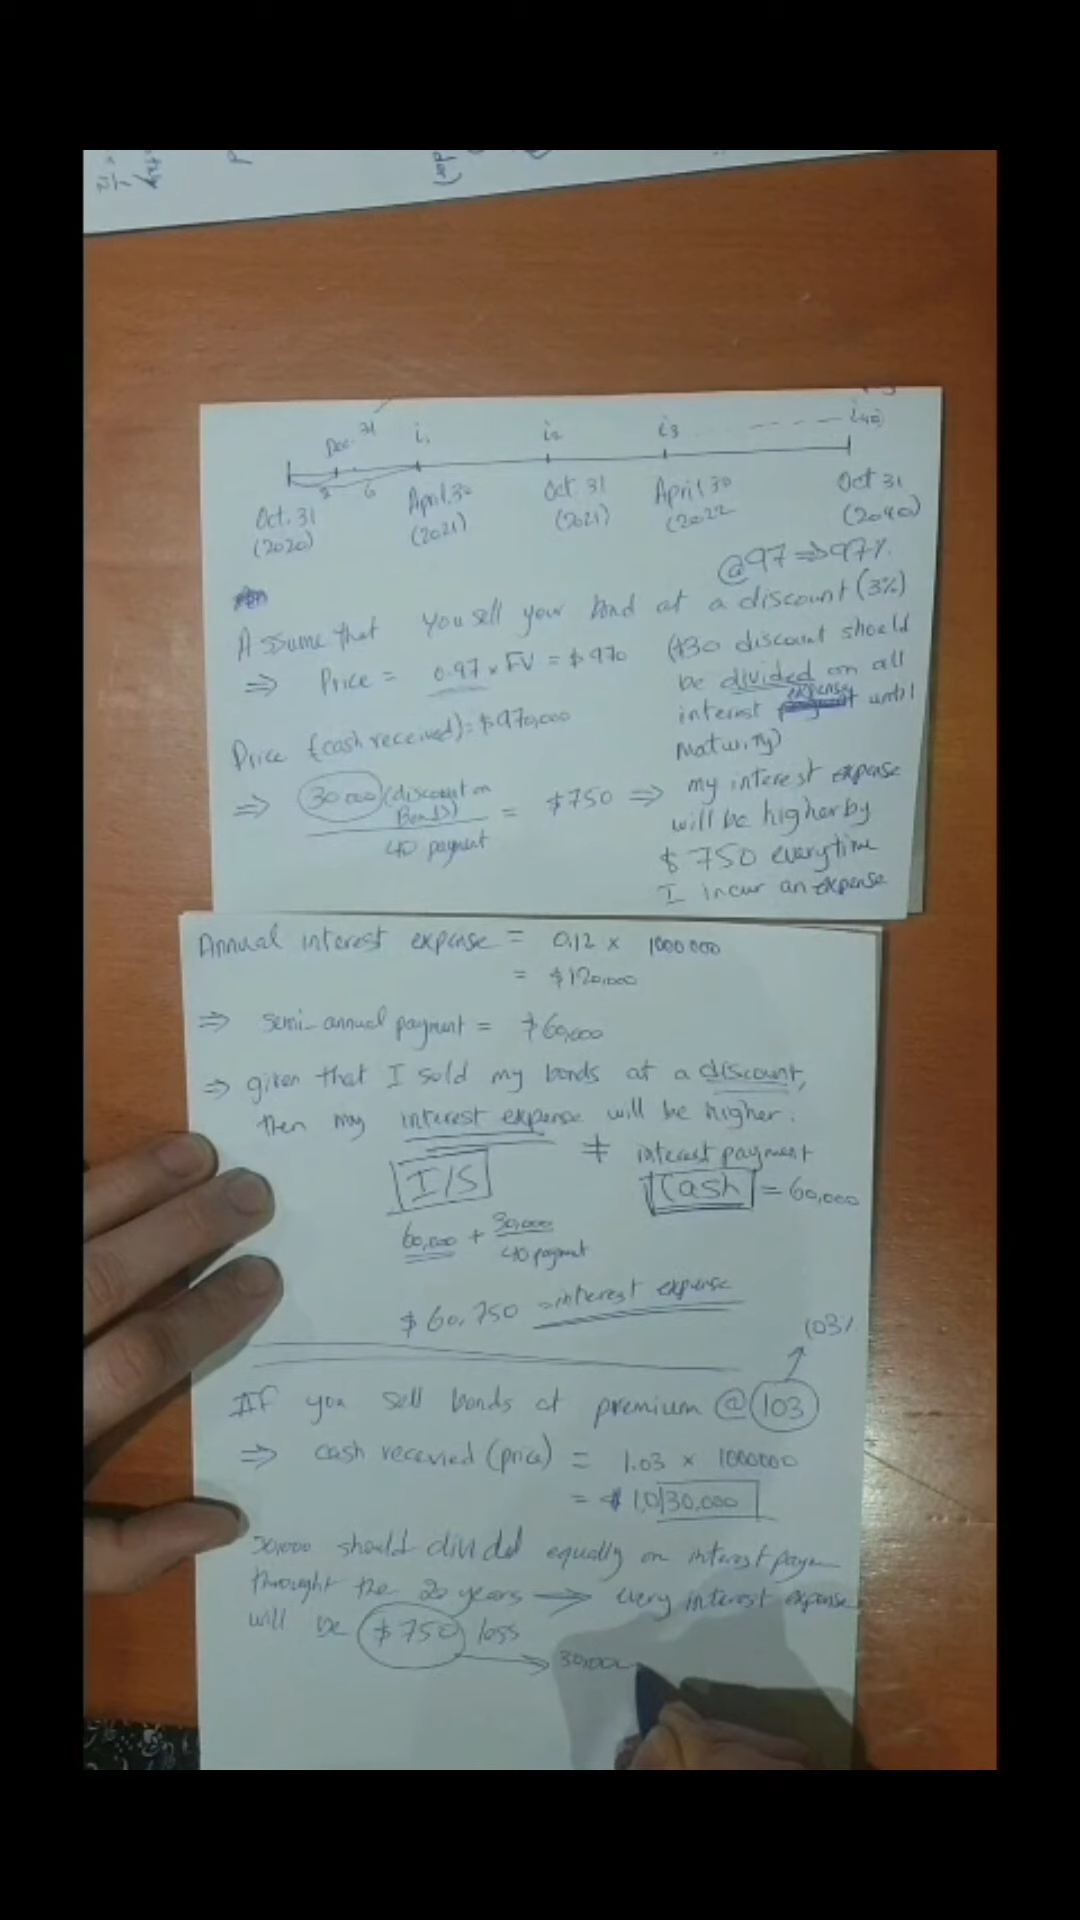 Dec. 31 i1 i2 i3 i40
2 6
Oct. 31 April 30 Oct 31 April 30 Oct 31
(2020) (2021) (2021) (2022 (2040)
@97 ⇒ 97%
Assume that you sell your bond at a discount (3%)
⇒ Price = 0.97 x FV = $970
($30 discount should
be divided on all
interest expense until
maturity)
Price (cash received) = $970,000
⇒ 30000 (discount on
Bonds)
40 payment
= $750 ⇒ my interest expense
will be higher by
$750 everytime
I incur an expense
Annual interest expense = 0.12 x 1000000
= $120,000
⇒ semi-annual payment = $60,000
⇒ given that I sold my bonds at a discount,
then my interest expense will be higher.
≠ interest payment
I/S Cash = 60,000
60,000 + 30,000
40 payment
$60,750 = interest expense
103%
If you sell bonds at premium @ 103
⇒ cash received (price) = 1.03 x 1000000
= $1,030,000
30,000 should divided equally on interest paym
throught the 20 years → every interest expense
will be $750 less
→ 30,000